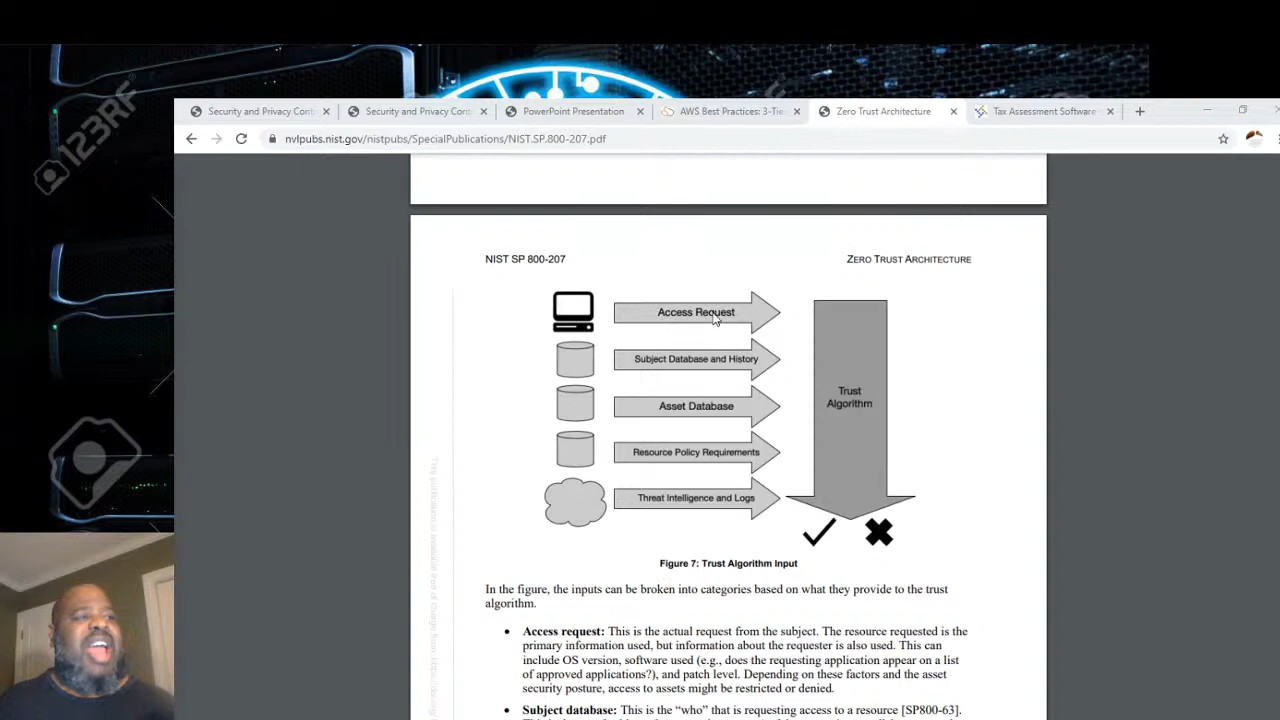 123RF
Security and Privacy Cont
Security and Privacy Cont
PowerPoint Presentation
AWS Best Practices: 3-Tie
Zero Trust Architecture
Tax Assessment Software
nvlpubs.nist.gov/nistpubs/SpecialPublications/NIST.SP.800-207.pdf
NIST SP 800-207
ZERO TRUST ARCHITECTURE
Access Request
Subject Database and History
Asset Database
Resource Policy Requirements
Threat Intelligence and Logs
Trust
Algorithm
Figure 7: Trust Algorithm Input
In the figure, the inputs can be broken into categories based on what they provide to the trust
algorithm.
• Access request: This is the actual request from the subject. The resource requested is the
primary information used, but information about the requester is also used. This can
include OS version, software used (e.g., does the requesting application appear on a list
of approved applications?), and patch level. Depending on these factors and the asset
security posture, access to assets might be restricted or denied.
• Subject database: This is the “who” that is requesting access to a resource [SP800-63].